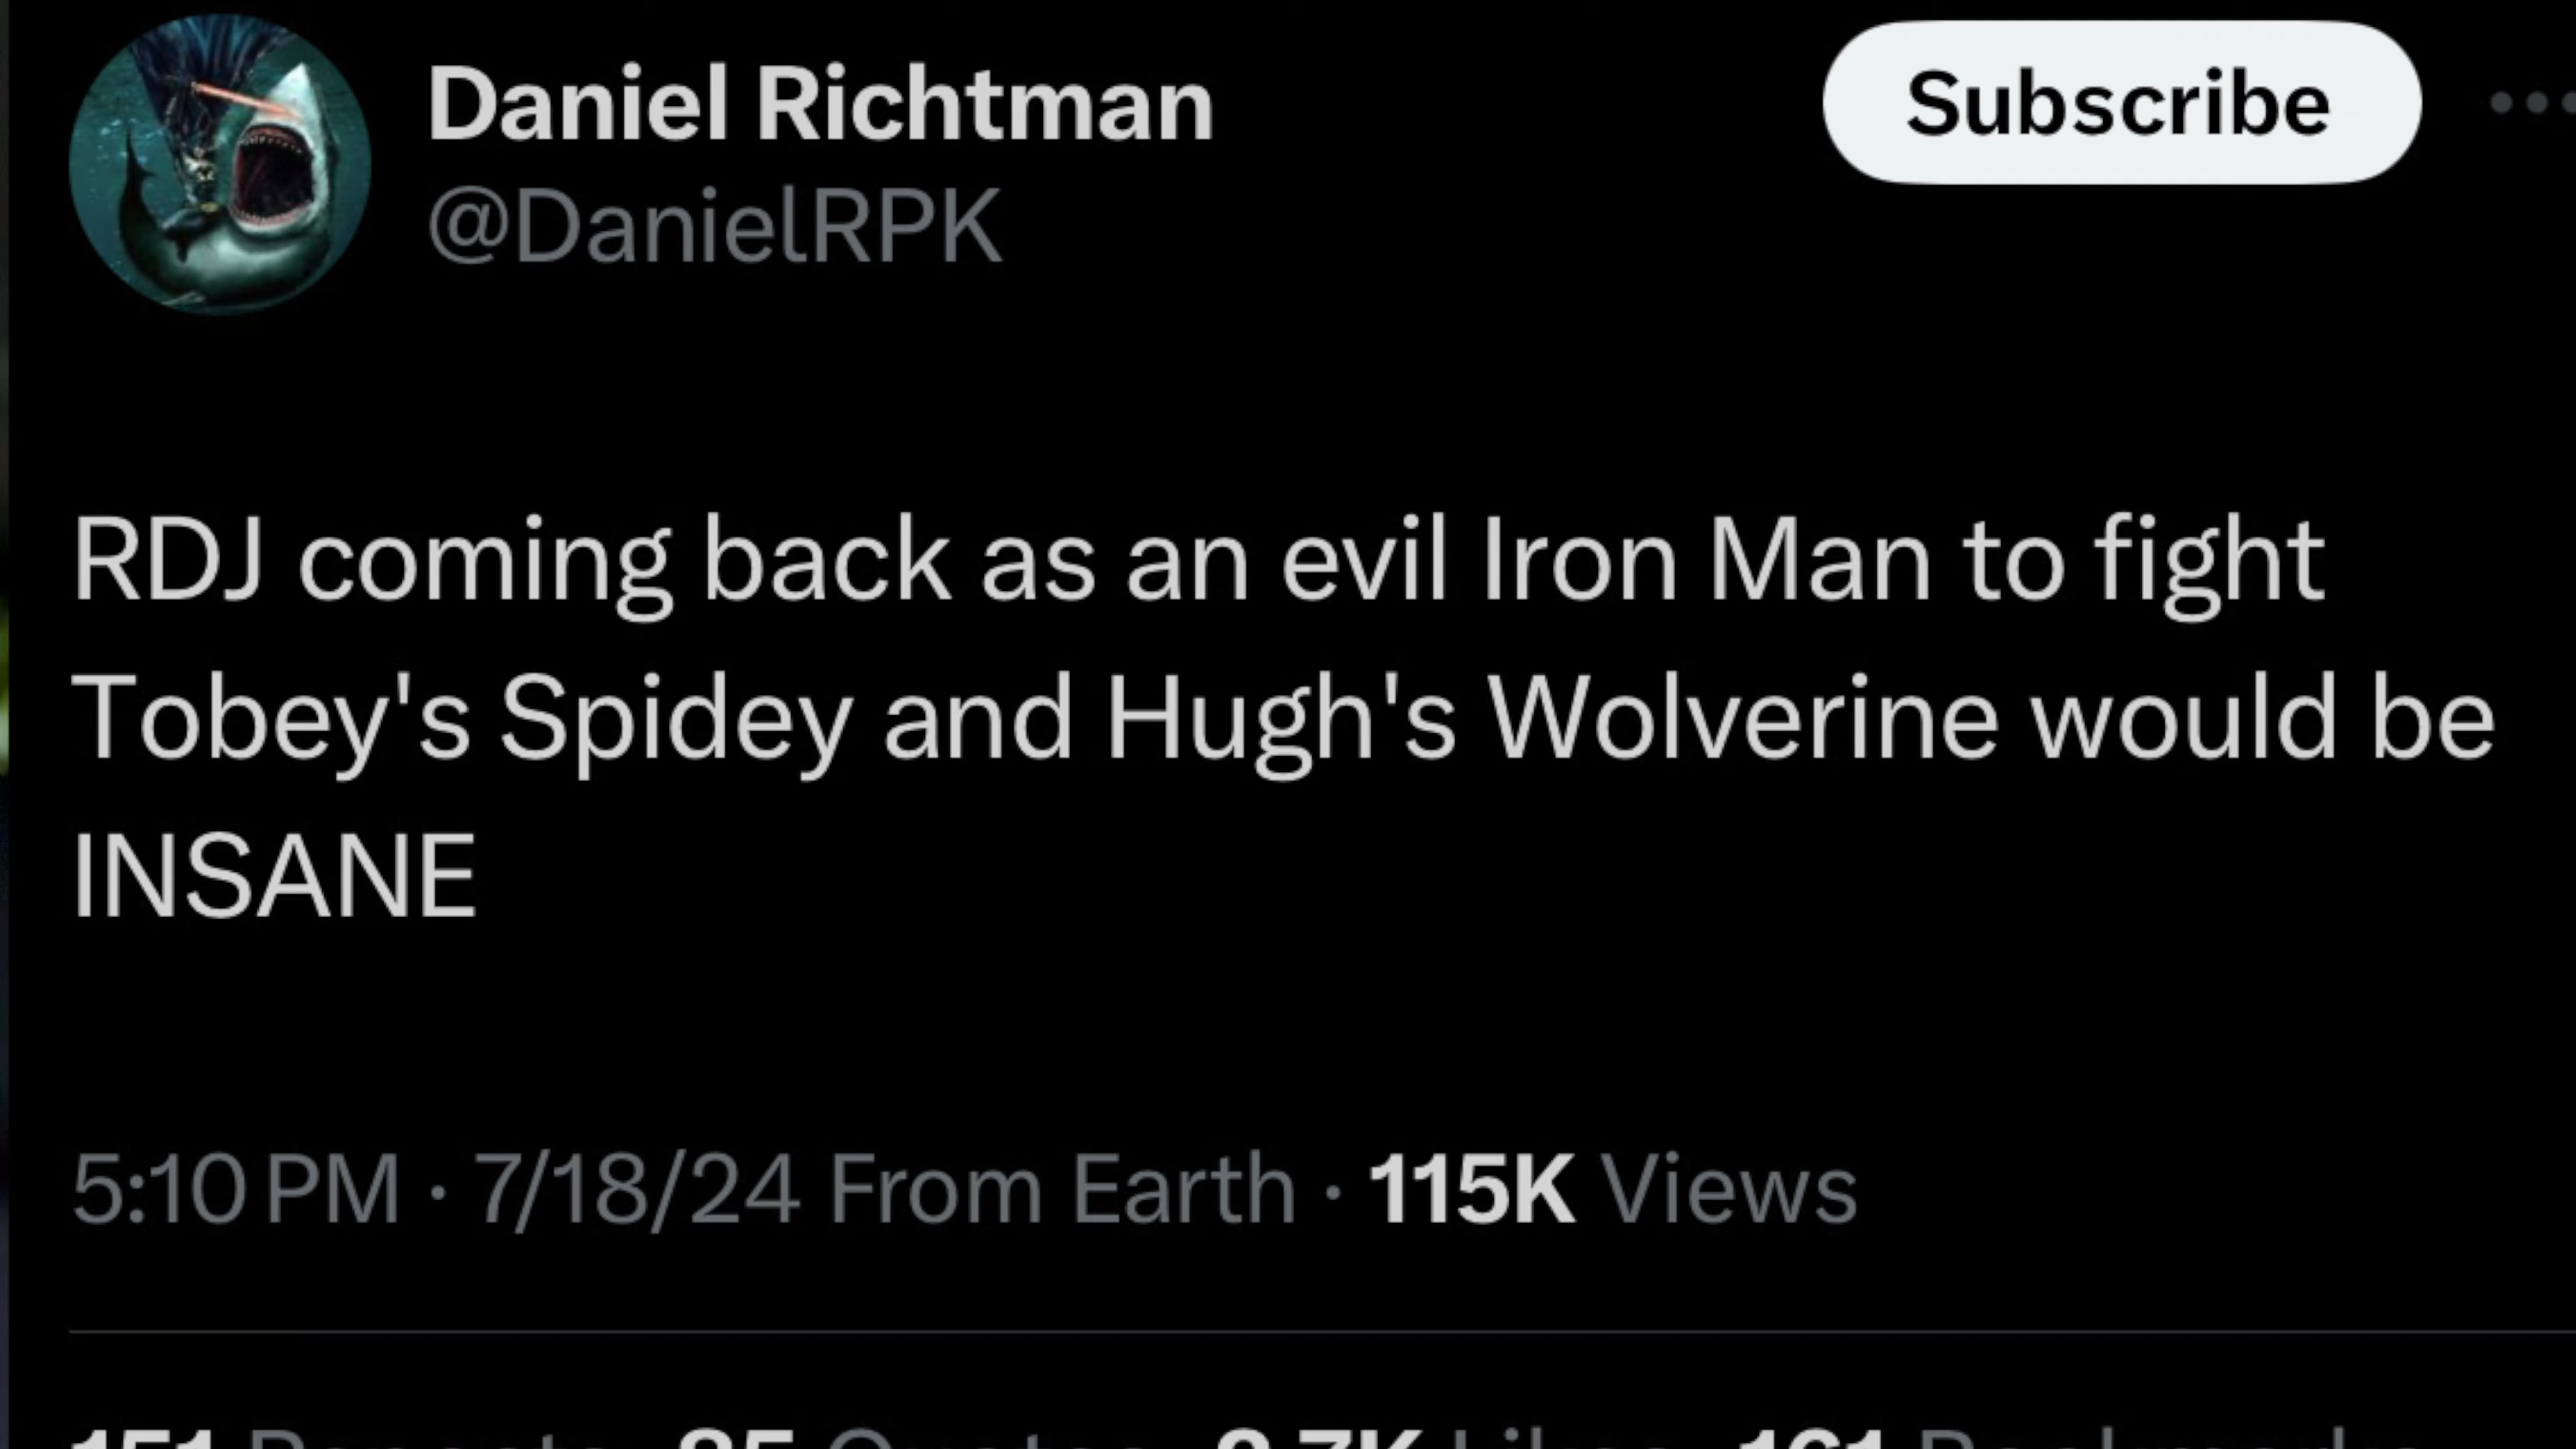 Daniel Richtman
Subscribe
@DanielRPK
RDJ coming back as an evil Iron Man to fight
Tobey's Spidey and Hugh's Wolverine would be
INSANE
5:10 PM · 7/18/24 From Earth · 115K Views